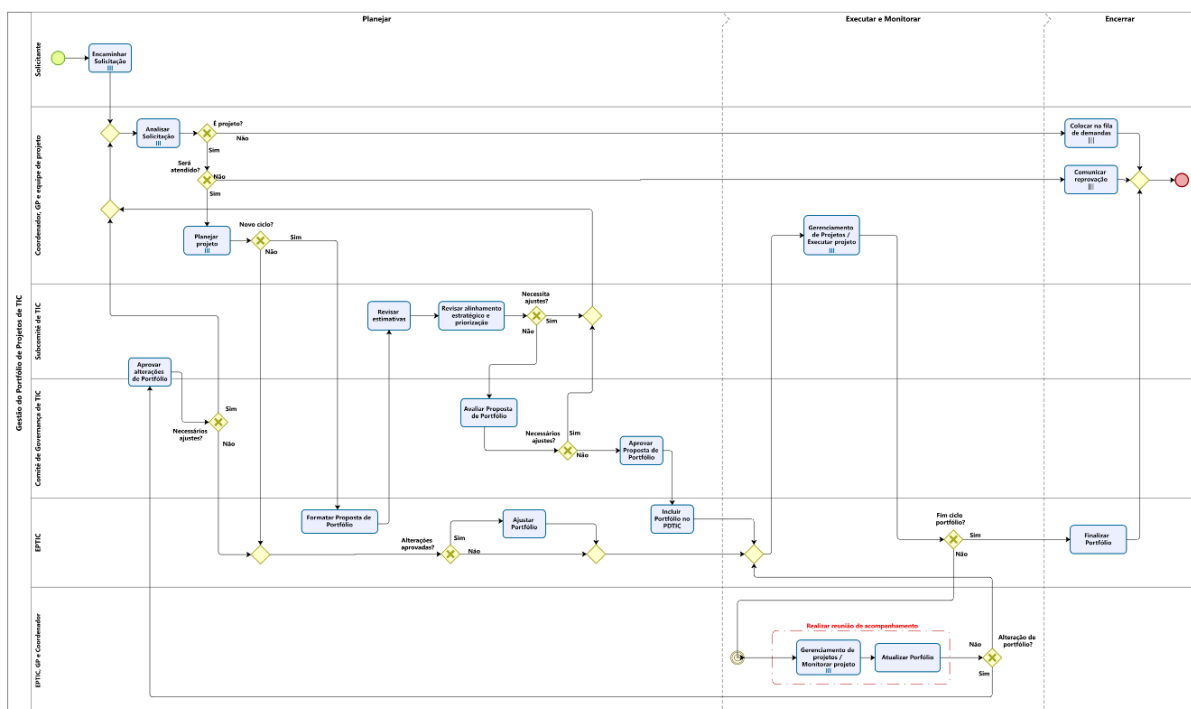 Planejar
Executar e Monitorar
Encerrar
Gestão do Portfólio de Projetos de TIC
Solicitante
Encaminhar
Solicitação
Coordenador, GP e equipe de projeto
Analisar
Solicitação
É projeto?
Não
Sim
Será
atendido?
Não
Sim
Colocar na fila
de demandas
Comunicar
reprovação
Planejar
projeto
Novo ciclo?
Sim
Não
Gerenciamento
de Projetos /
Executar projeto
Subcomitê de TIC
Revisar
estimativas
Revisar alinhamento
estratégico e
priorização
Necessita
ajustes?
Sim
Não
Aprovar
alterações
de Portfólio
Comitê de Governança de TIC
Necessários
ajustes?
Sim
Não
Avaliar Proposta
de Portfólio
Necessários
ajustes?
Sim
Não
Aprovar
Proposta de
Portfólio
EPTIC
Formatar Proposta de
Portfólio
Alterações
aprovadas?
Sim
Não
Ajustar
Portfólio
Incluir
Portfólio no
PDTIC
Fim ciclo
portfólio?
Sim
Não
Finalizar
Portfólio
EPTIC, GP e Coordenador
Realizar reunião de acompanhamento
Gerenciamento de
projetos /
Monitorar projeto
Atualizar Porfólio
Não
Alteração de
portfólio?
Sim